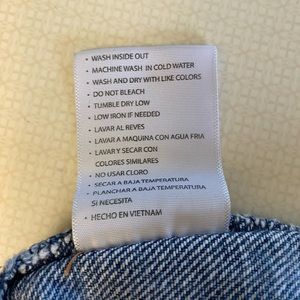 • WASH INSIDE OUT
• MACHINE WASH IN COLD WATER
• WASH AND DRY WITH LIKE COLORS
• DO NOT BLEACH
• TUMBLE DRY LOW
• LOW IRON IF NEEDED
• LAVAR AL REVES
• LAVAR A MAQUINA CON AGUA FRIA
• LAVAR Y SECAR CON
COLORES SIMILARES
• NO USAR CLORO
• SECAR A BAJA TEMPERATURA
• PLANCHAR A BAJA TEMPERATURA
SI NECESITA
• HECHO EN VIETNAM